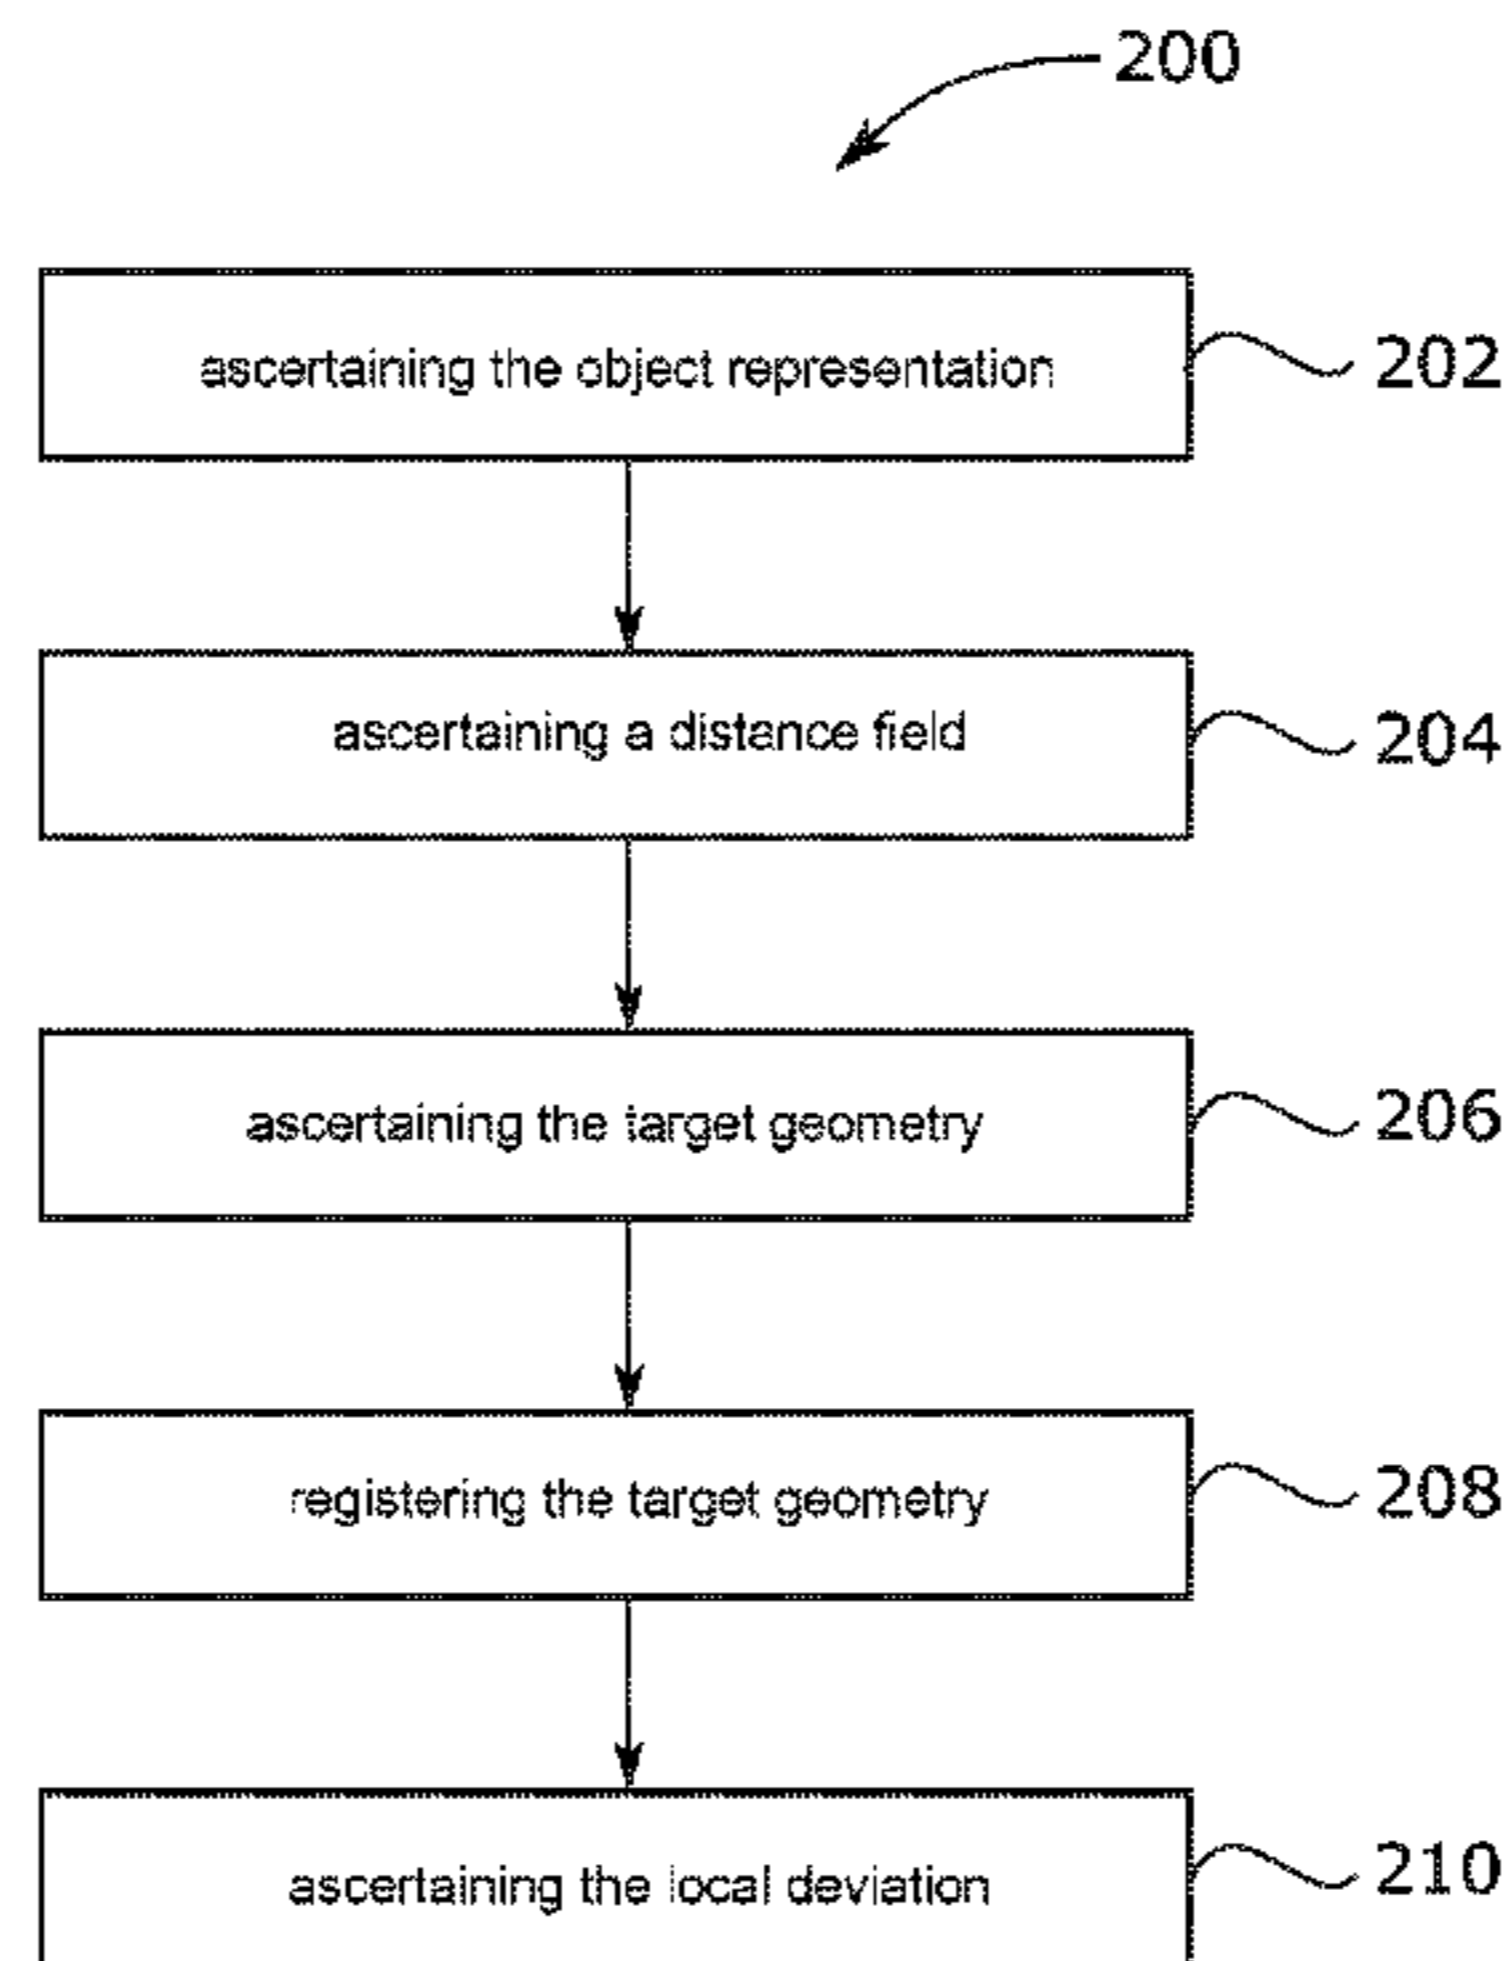 200
ascertaining the object representation 202
ascertaining a distance field 204
ascertaining the target geometry 206
registering the target geometry 208
ascertaining the local deviation 210